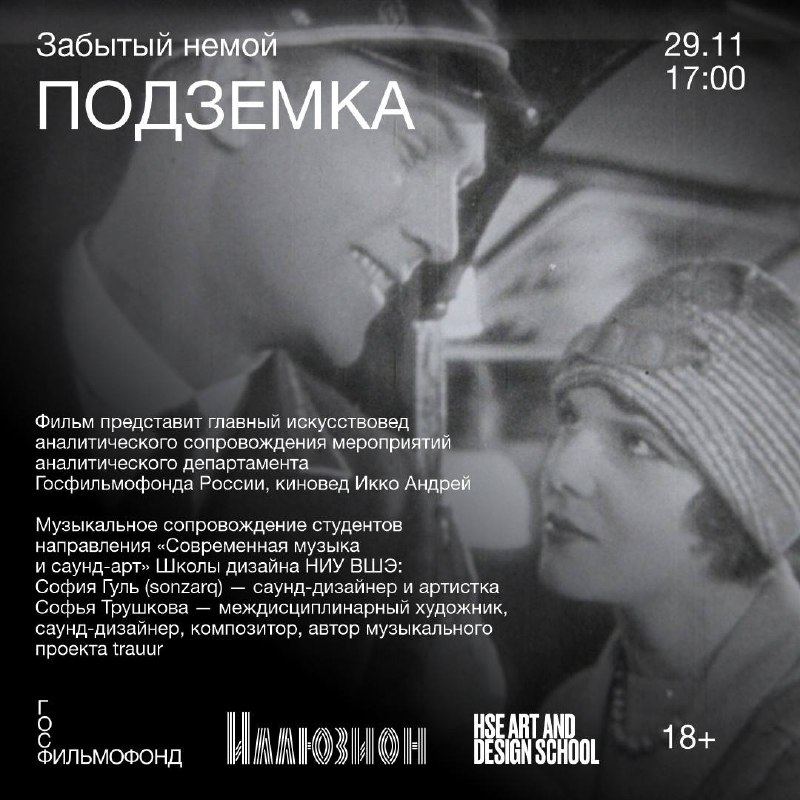 Забытый немой
ПОДЗЕМКА
29.11
17:00
Фильм представит главный искусствовед
аналитического сопровождения мероприятий
аналитического департамента
Госфильмофонда России, киновед Икко Андрей
Музыкальное сопровождение студентов
направления «Современная музыка
и саунд-арт» Школы дизайна НИУ ВШЭ:
София Гуль (sonzarq) — саунд-дизайнер и артистка
Софья Трушкова — междисциплинарный художник,
саунд-дизайнер, композитор, автор музыкального
проекта trauur
ГОС
ФИЛЬМОФОНД
Иллюзион
HSE ART AND
DESIGN SCHOOL
18+